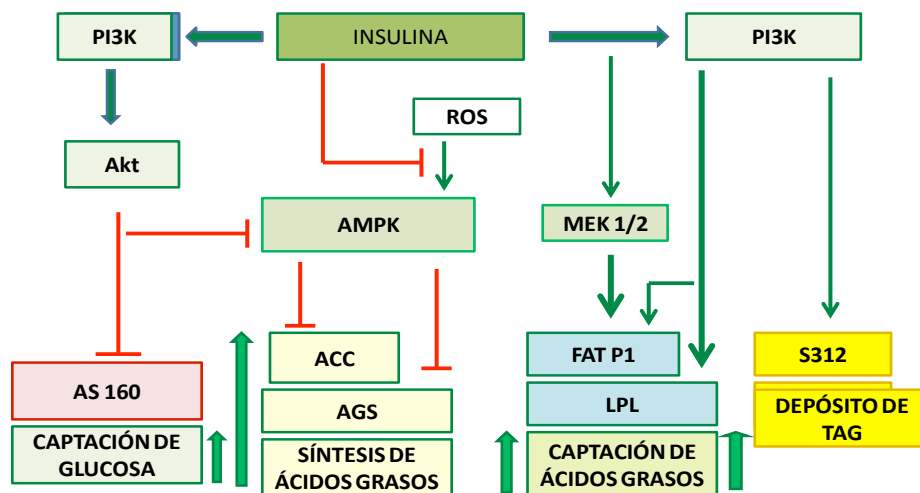 PI3K
INSULINA
PI3K
ROS
Akt
AMPK
MEK 1/2
ACC
FAT P1
S312
AS 160
AGS
LPL
DEPÓSITO DE
TAG
CAPTACIÓN DE
GLUCOSA
SÍNTESIS DE
ÁCIDOS GRASOS
CAPTACIÓN DE
ÁCIDOS GRASOS